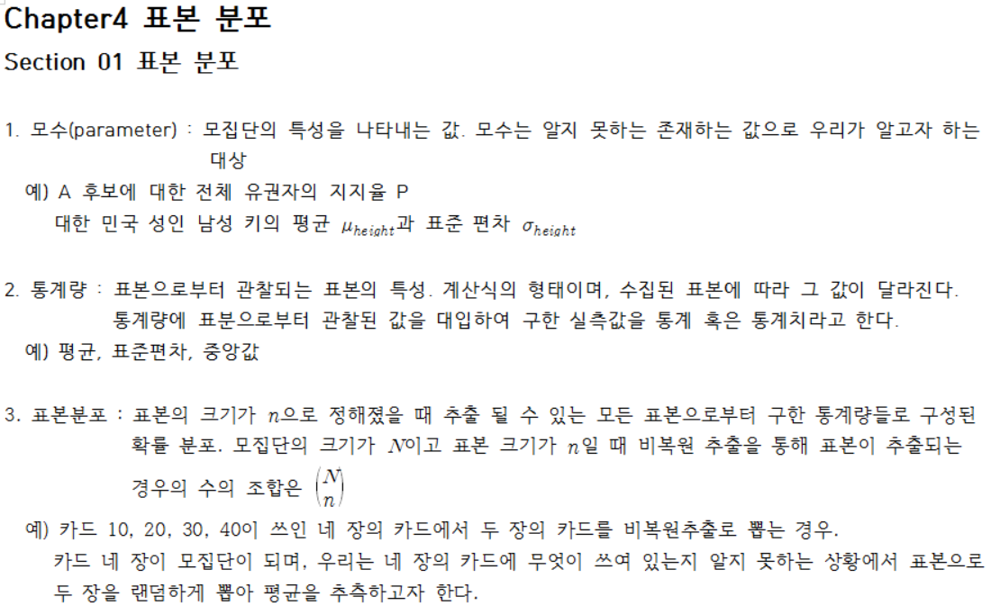 Chapter4 표본 분포
Section 01 표본 분포
1. 모수(parameter) : 모집단의 특성을 나타내는 값. 모수는 알지 못하는 존재하는 값으로 우리가 알고자 하는
대상
예) A 후보에 대한 전체 유권자의 지지율 P
대한 민국 성인 남성 키의 평균 μ_height과 표준 편차 σ_height
2. 통계량 : 표본으로부터 관찰되는 표본의 특성. 계산식의 형태이며, 수집된 표본에 따라 그 값이 달라진다.
통계량에 표분으로부터 관찰된 값을 대입하여 구한 실측값을 통계 혹은 통계치라고 한다.
예) 평균, 표준편차, 중앙값
3. 표본분포 : 표본의 크기가 n으로 정해졌을 때 추출 될 수 있는 모든 표본으로부터 구한 통계량들로 구성된
확률 분포. 모집단의 크기가 N이고 표본 크기가 n일 때 비복원 추출을 통해 표본이 추출되는
경우의 수의 조합은 (N n)
예) 카드 10, 20, 30, 40이 쓰인 네 장의 카드에서 두 장의 카드를 비복원추출로 뽑는 경우.
카드 네 장이 모집단이 되며, 우리는 네 장의 카드에 무엇이 쓰여 있는지 알지 못하는 상황에서 표본으로
두 장을 랜덤하게 뽑아 평균을 추측하고자 한다.